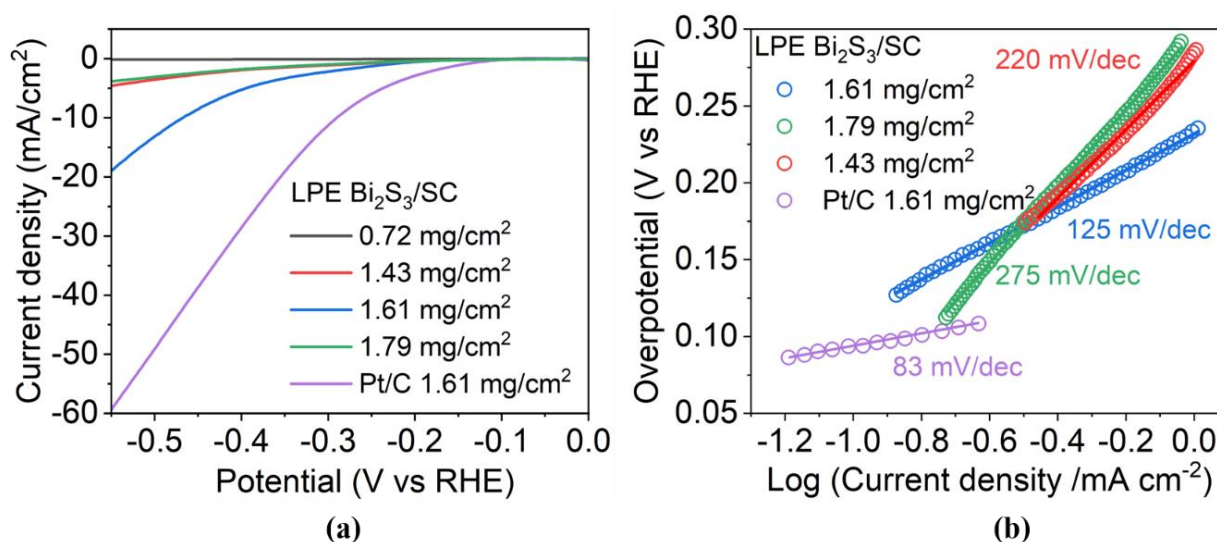 0
-10
-20
-30
-40
-50
-60
Current density (mA/cm²)
LPE Bi₂S₃/SC
0.72 mg/cm²
1.43 mg/cm²
1.61 mg/cm²
1.79 mg/cm²
Pt/C 1.61 mg/cm²
-0.5 -0.4 -0.3 -0.2 -0.1 0.0
Potential (V vs RHE)
(a)
0.30
0.25
0.20
0.15
0.10
0.05
Overpotential (V vs RHE)
LPE Bi₂S₃/SC
1.61 mg/cm²
1.79 mg/cm²
1.43 mg/cm²
Pt/C 1.61 mg/cm²
220 mV/dec
125 mV/dec
275 mV/dec
83 mV/dec
-1.2 -1.0 -0.8 -0.6 -0.4 -0.2 0.0
Log (Current density /mA cm⁻²)
(b)